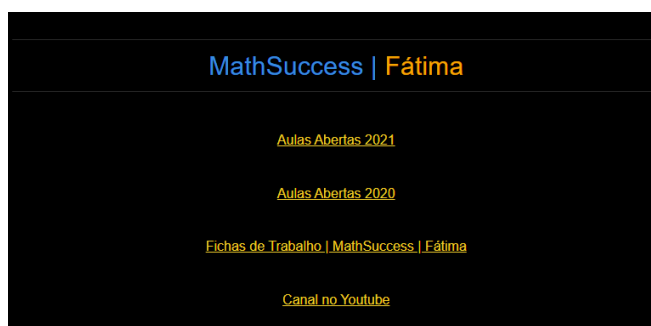 MathSuccess | Fátima
Aulas Abertas 2021
Aulas Abertas 2020
Fichas de Trabalho | MathSuccess | Fátima
Canal no Youtube